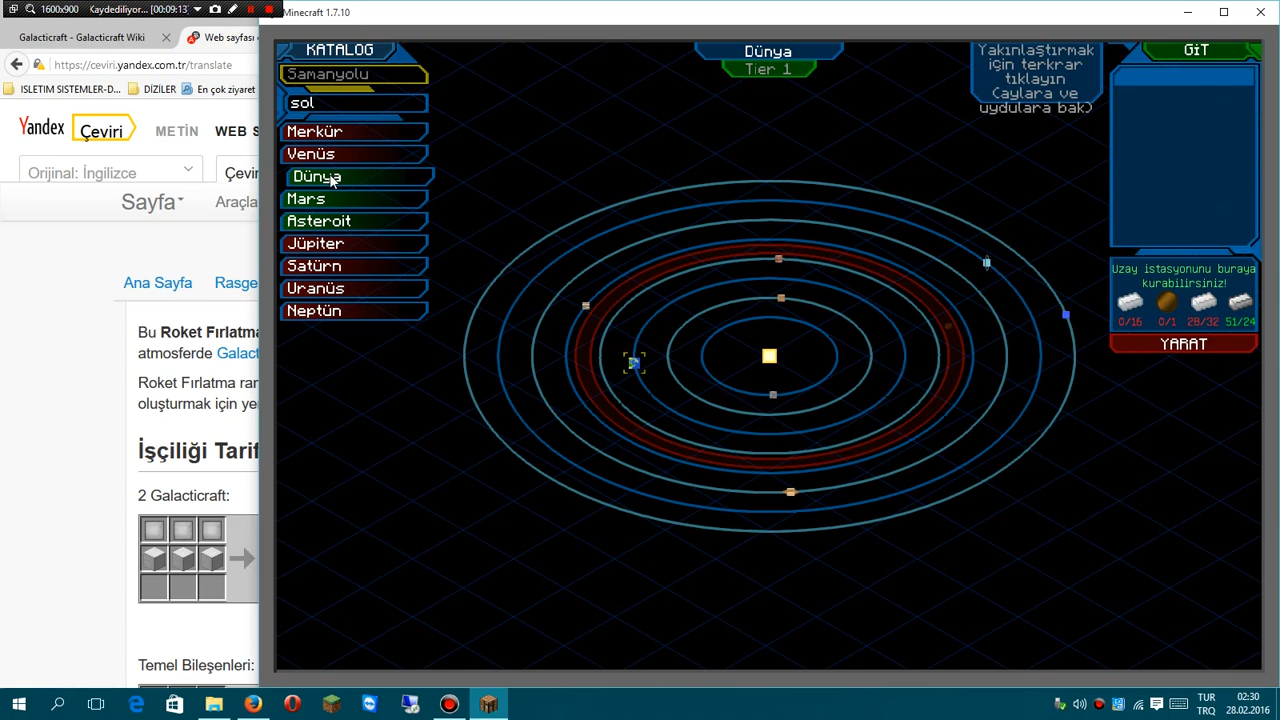 1600x900 Kaydediliyor... 00:09:13
Galacticraft - Galacticraft Wiki
Web sayfası
https://ceviri.yandex.com.tr/translate
ISLETIM SISTEMLER-D... DİZİLER En çok ziyaret
Yandex Çeviri METİN WEB S
Orijinal: İngilizce
Çevir
Sayfa Araçla
Ana Sayfa Rasge
Bu Roket Fırlatma
atmosferde Galact
Roket Fırlatma ra
oluşturmak için ye
İşçiliği Tarif
2 Galacticraft:
Temel Bileşenleri:
Minecraft 1.7.10
KATALOG
Samanyolu
sol
Merkür
Venüs
Dünya
Mars
Asteroit
Jüpiter
Satürn
Uranüs
Neptün
Dünya
Tier 1
Yakınlaştırmak
için terkrar
tıklayın
(aylara ve
uydulara bak)
GİT
Uzay istasyonunu buraya
kurabilirsiniz!
0/16 0/1 28/32 51/24
YARAT
TUR
TRQ
02:30
28.02.2016